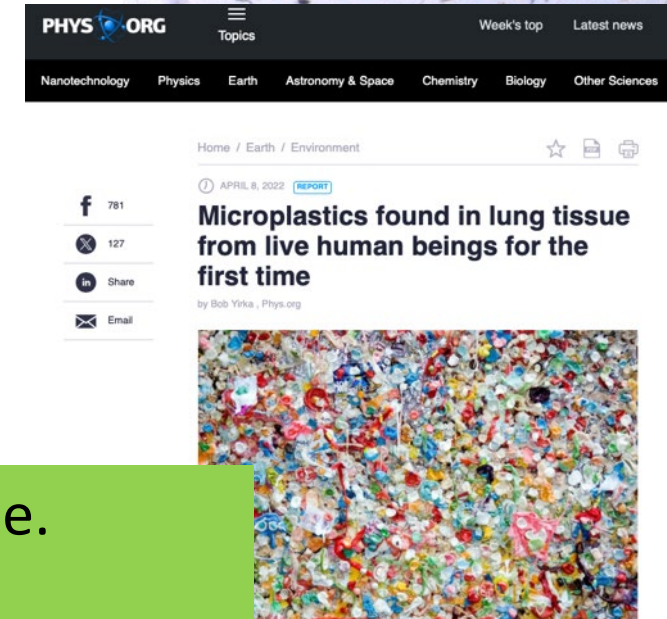 PHYS ORG
Topics
Week's top
Latest news
Nanotechnology Physics Earth Astronomy & Space Chemistry Biology Other Sciences
Home / Earth / Environment
APRIL 8, 2022 REPORT
Microplastics found in lung tissue
from live human beings for the
first time
by Bob Yirka , Phys.org
781
127
Share
Email
e.